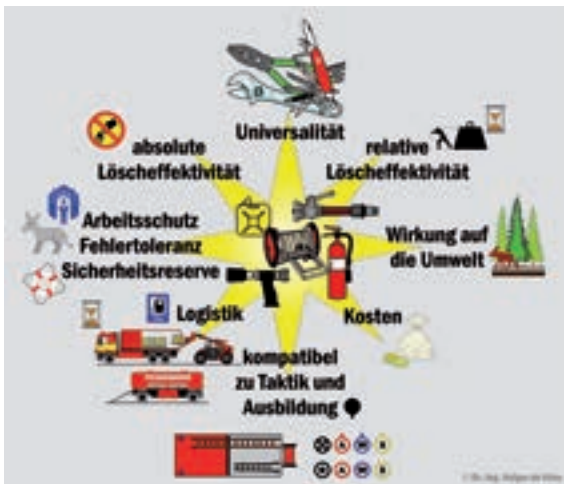 Universalität
absolute
Löscheffektivität
relative
Löscheffektivität
Arbeitsschutz
Fehlertoleranz
Sicherheitsreserve
Wirkung auf
die Umwelt
Logistik
Kosten
kompatibel
zu Taktik und
Ausbildung